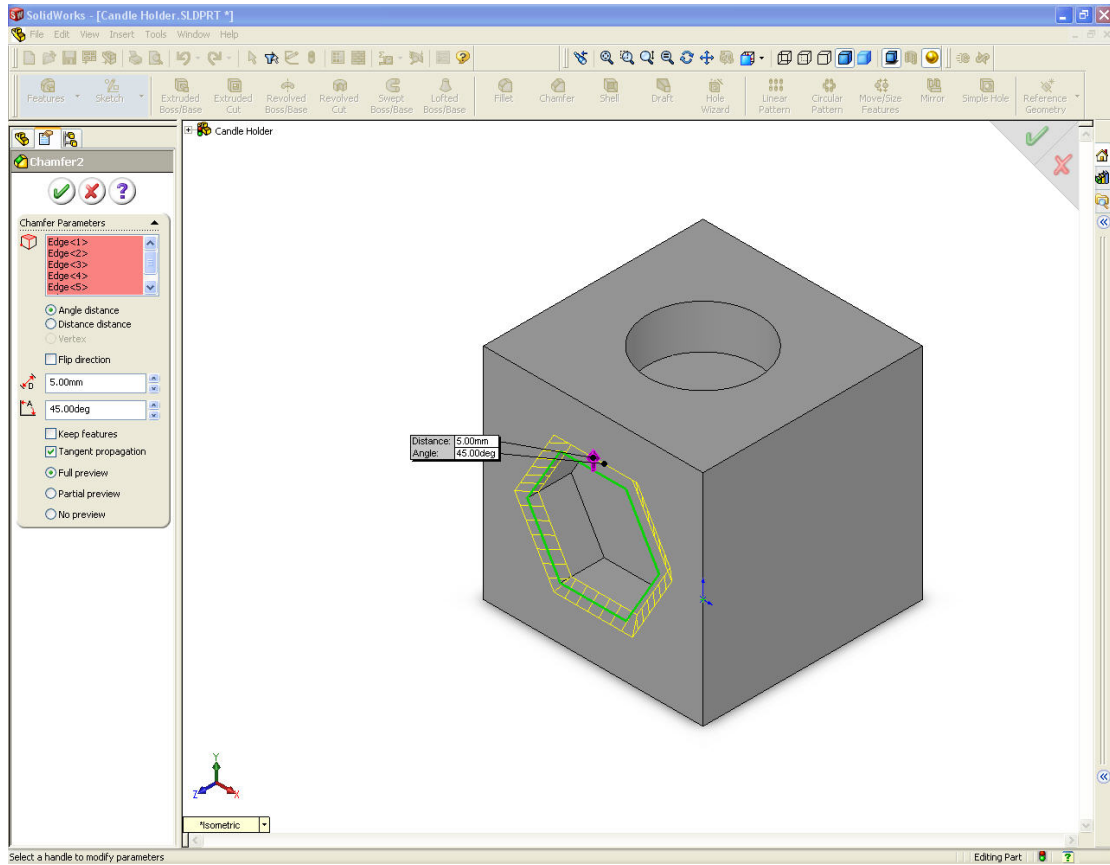 SolidWorks - [Candle Holder.SLDPRT *]
File Edit View Insert Tools Window Help
Features Sketch Extruded Boss/Base Extruded Cut Revolved Boss/Base Revolved Cut Swept Boss/Base Lofted Boss/Base Fillet Chamfer Shell Draft Hole Wizard Linear Pattern Circular Pattern Move/Size Features Mirror Simple Hole Reference Geometry
Candle Holder
Chamfer2
Chamfer Parameters
Edge<1>
Edge<2>
Edge<3>
Edge<4>
Edge<5>
Angle distance
Distance distance
Vertex
Flip direction
D 5.00mm
A 45.00deg
Keep features
Tangent propagation
Full preview
Partial preview
No preview
Distance: 5.00mm
Angle: 45.00deg
Y
Z X
*Isometric
Select a handle to modify parameters Editing Part